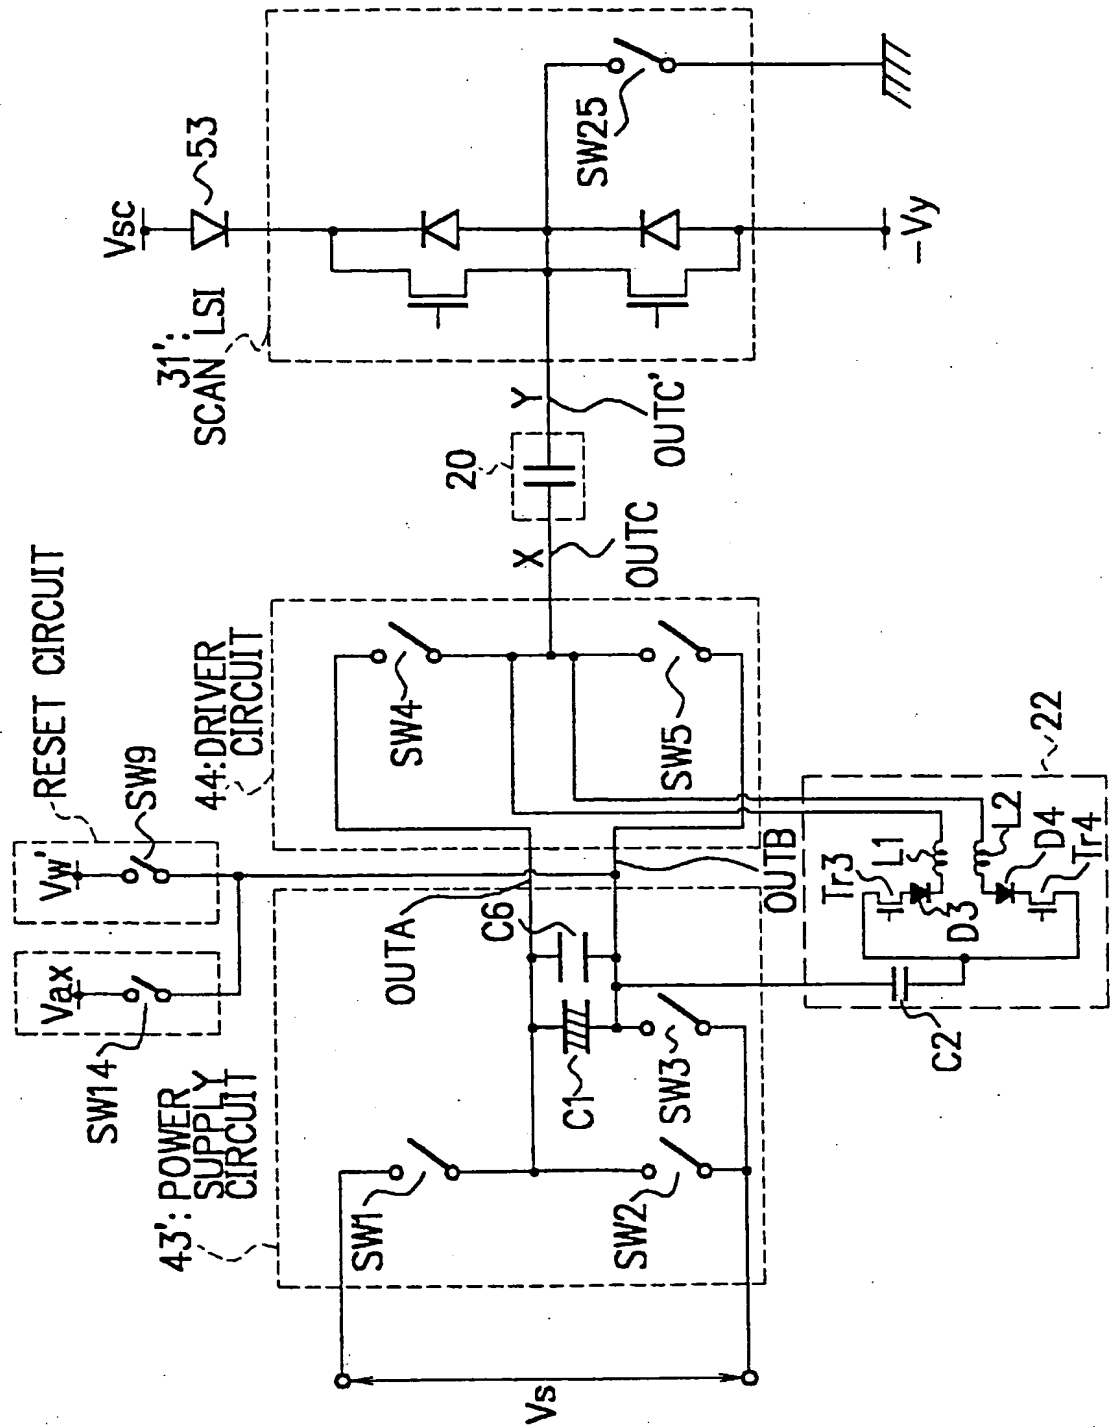 RESET CIRCUIT
Vax
Vw'
SW14
SW9
43': POWER
SUPPLY
CIRCUIT
44: DRIVER
CIRCUIT
31':
SCAN LSI
Vsc
53
SW1
SW2
SW3
C1
C6
OUTA
OUTB
SW4
SW5
X
OUTC
20
Y
OUTC'
SW25
-Vy
Vs
C2
Tr3
L1
D3
L2
D4
Tr4
22